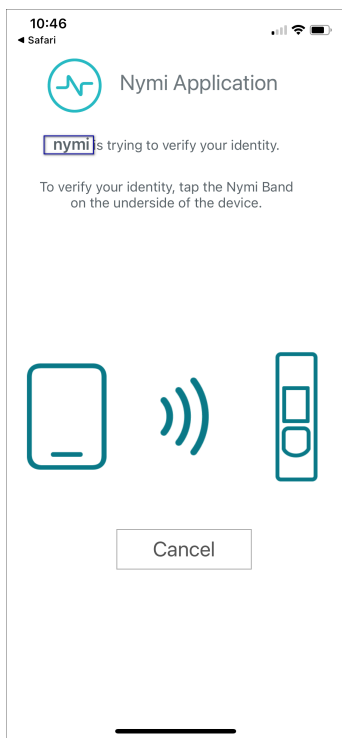 10:46
◀ Safari
Nymi Application
nymi is trying to verify your identity.
To verify your identity, tap the Nymi Band
on the underside of the device.
Cancel